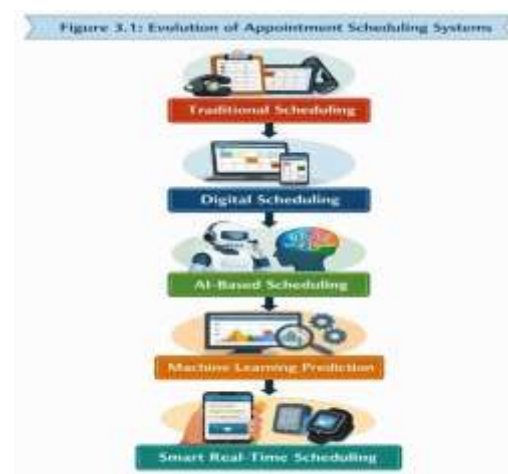 Figure 3.1: Evolution of Appointment Scheduling Systems
Traditional Scheduling
Digital Scheduling
AI-Based Scheduling
Machine Learning Prediction
Smart Real-Time Scheduling